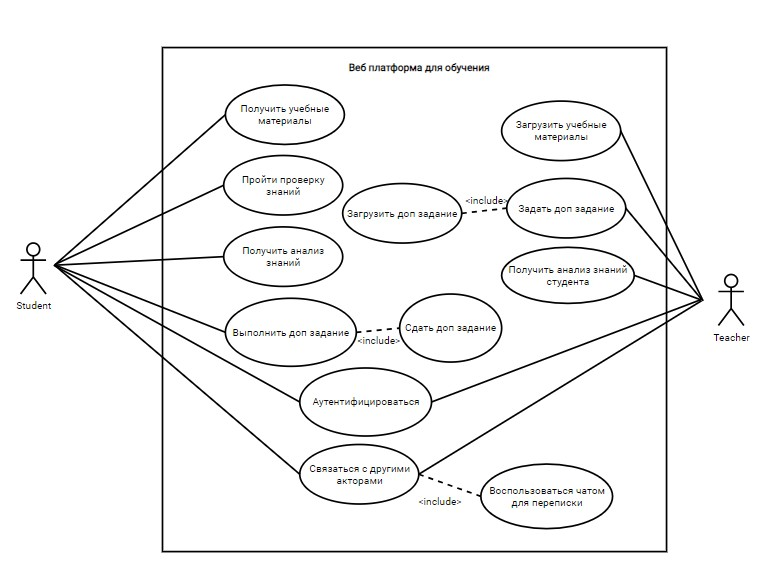 Веб платформа для обучения
Получить учебные
материалы
Загрузить учебные
материалы
Пройти проверку
знаний
<include>
Загрузить доп задание
Задать доп задание
Получить анализ
знаний
Получить анализ знаний
студента
Student
Выполнить доп задание
<include>
Сдать доп задание
Teacher
Аутентифицироваться
Связаться с другими
акторами
<include>
Воспользоваться чатом
для переписки